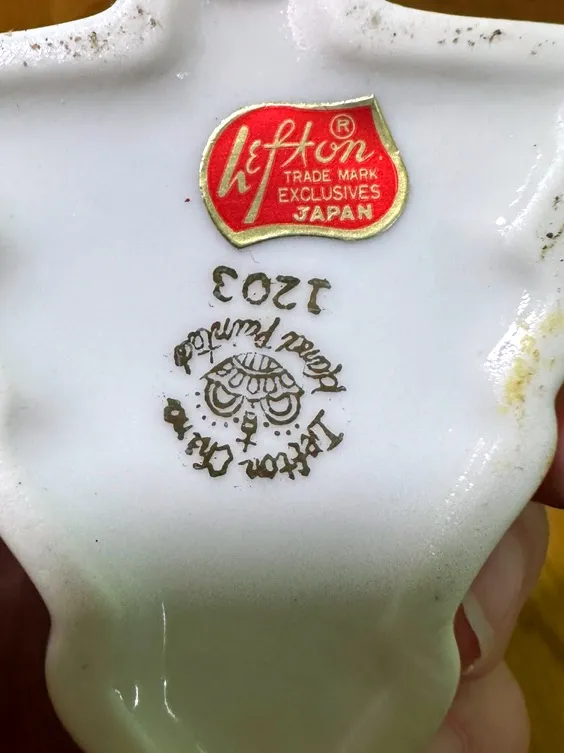 Lefton ®
TRADE MARK
EXCLUSIVES
JAPAN
1203
Lefton China
Hand Painted